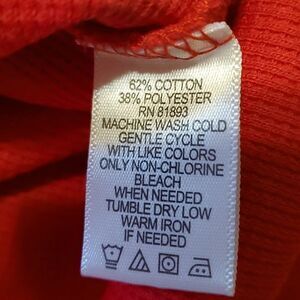 62% COTTON
38% POLYESTER
RN 81893
MACHINE WASH COLD
GENTLE CYCLE
WITH LIKE COLORS
ONLY NON-CHLORINE
BLEACH
WHEN NEEDED
TUMBLE DRY LOW
WARM IRON
IF NEEDED